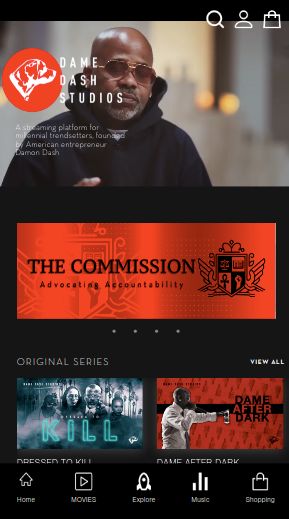 DAME
DASH
STUDIOS
A streaming platform for
millennial trendsetters, founded
by American entrepreneur
Damon Dash
THE COMMISSION
Advocating Accountability
ORIGINAL SERIES
VIEW ALL
DAME DASH STUDIOS
DRESSED TO
KILL
DAME DASH STUDIOS
DAME
AFTER
DARK
DRESSED TO KILL
DAME AFTER DARK
Home
MOVIES
Explore
Music
Shopping